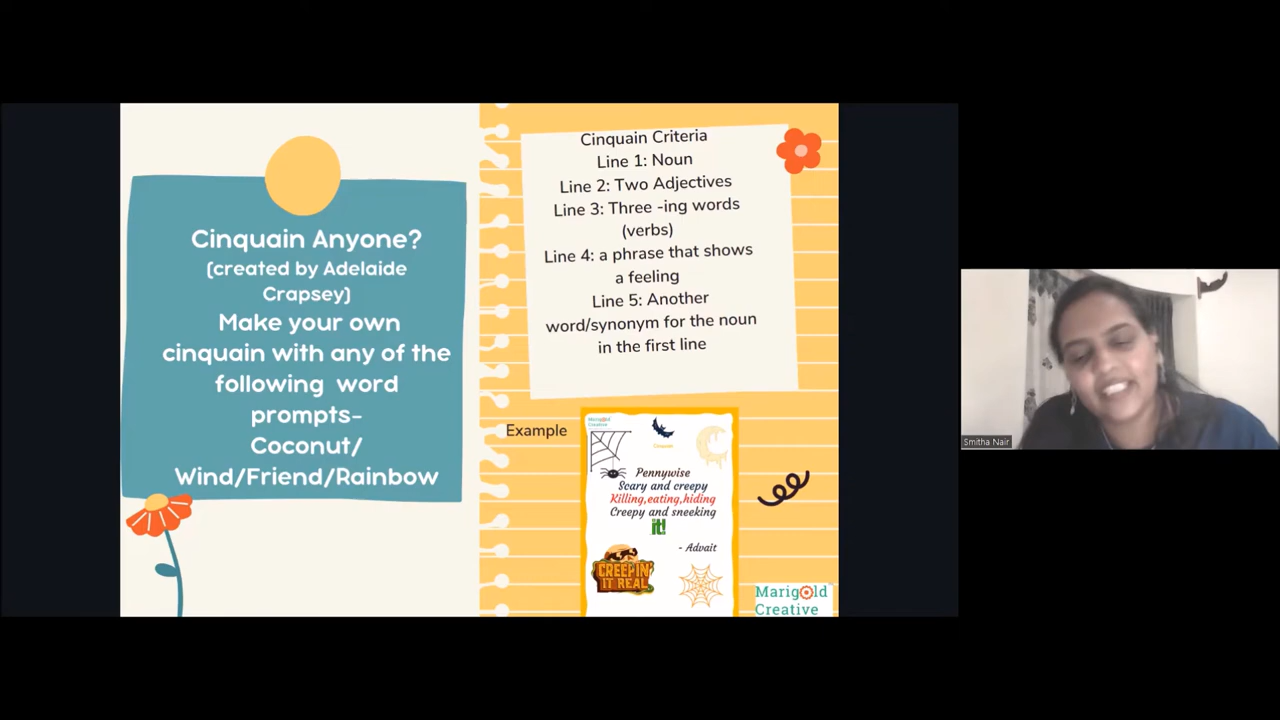 Cinquain Anyone?
(created by Adelaide
Crapsey)
Make your own
cinquain with any of the
following word
prompts-
Coconut/
Wind/Friend/Rainbow
Cinquain Criteria
Line 1: Noun
Line 2: Two Adjectives
Line 3: Three -ing words
(verbs)
Line 4: a phrase that shows
a feeling
Line 5: Another
word/synonym for the noun
in the first line
Example
Marigold
Creative
Cinquain
Pennywise
Scary and creepy
Killing,eating,hiding
Creepy and sneeking
it!
- Advait
CREEPIN'
IT REAL
Marigold
Creative
Smitha Nair